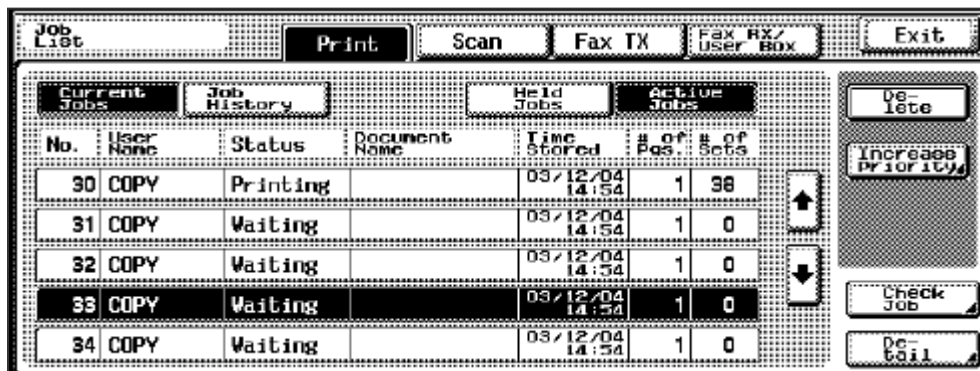 Job List
Print
Scan
Fax TX
Fax RX/ User Box
Exit
Current Jobs
Job History
Held Jobs
Active Jobs
De- lete
No. User Name Status Document Name Time Stored # of Pgs. # of Sets
Increase Priority
30 COPY Printing 03/12/04 14:54 1 38
31 COPY Waiting 03/12/04 14:54 1 0
32 COPY Waiting 03/12/04 14:54 1 0
33 COPY Waiting 03/12/04 14:54 1 0
Check Job
34 COPY Waiting 03/12/04 14:54 1 0
De- tail